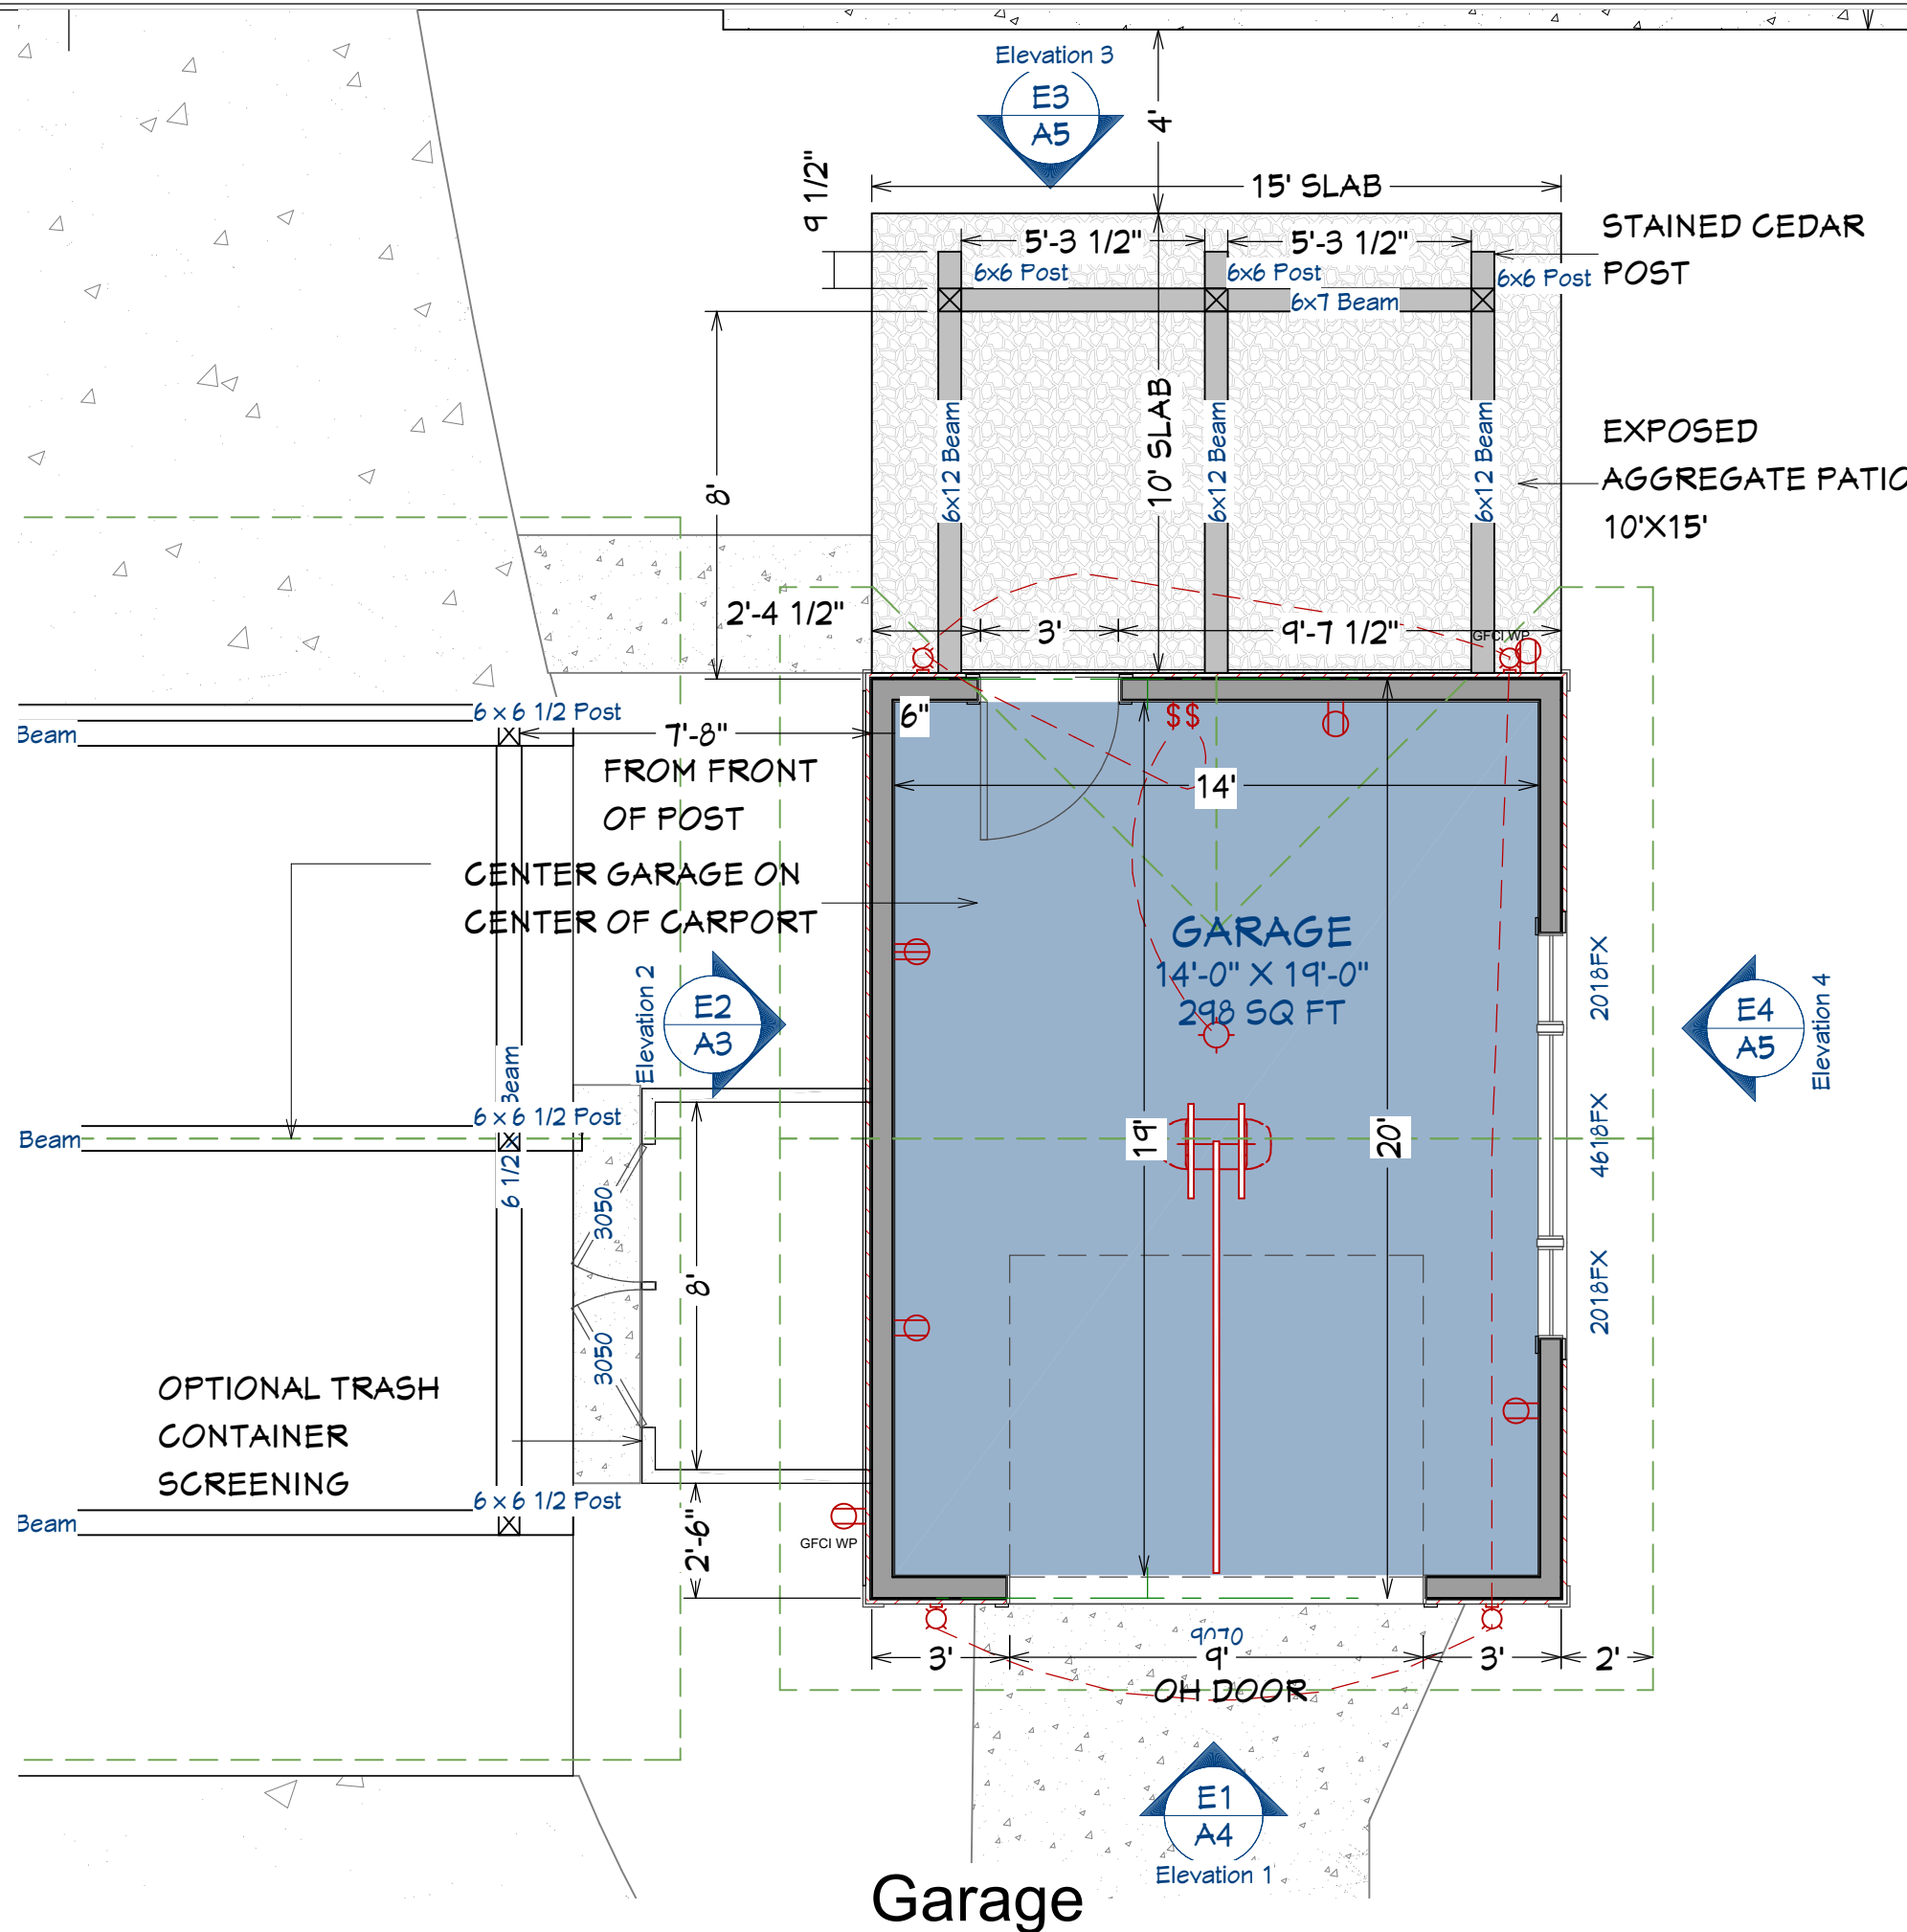 Elevation 3
E3
A5
4'
9 1/2"
15' SLAB
STAINED CEDAR
POST
5'-3 1/2"
5'-3 1/2"
6x6 Post
6x6 Post
6x6 Post
6x7 Beam
10' SLAB
6x12 Beam
6x12 Beam
6x12 Beam
EXPOSED
AGGREGATE PATIO
10'X15'
8'
2'-4 1/2"
3'
9'-7 1/2"
GFCI WP
6 x 6 1/2 Post
Beam
7'-8"
FROM FRONT
OF POST
6"
$$
14'
CENTER GARAGE ON
CENTER OF CARPORT
GARAGE
14'-0" X 19'-0"
298 SQ FT
Elevation 2
E2
A3
2018FX
E4
A5
Elevation 4
Beam
6 1/2
6 x 6 1/2 Post
Beam
19'
20'
4618FX
3050
8'
3050
2018FX
OPTIONAL TRASH
CONTAINER
SCREENING
6 x 6 1/2 Post
Beam
2'-6"
GFCI WP
9070
3'
9'
3'
2'
OH DOOR
E1
A4
Elevation 1
Garage